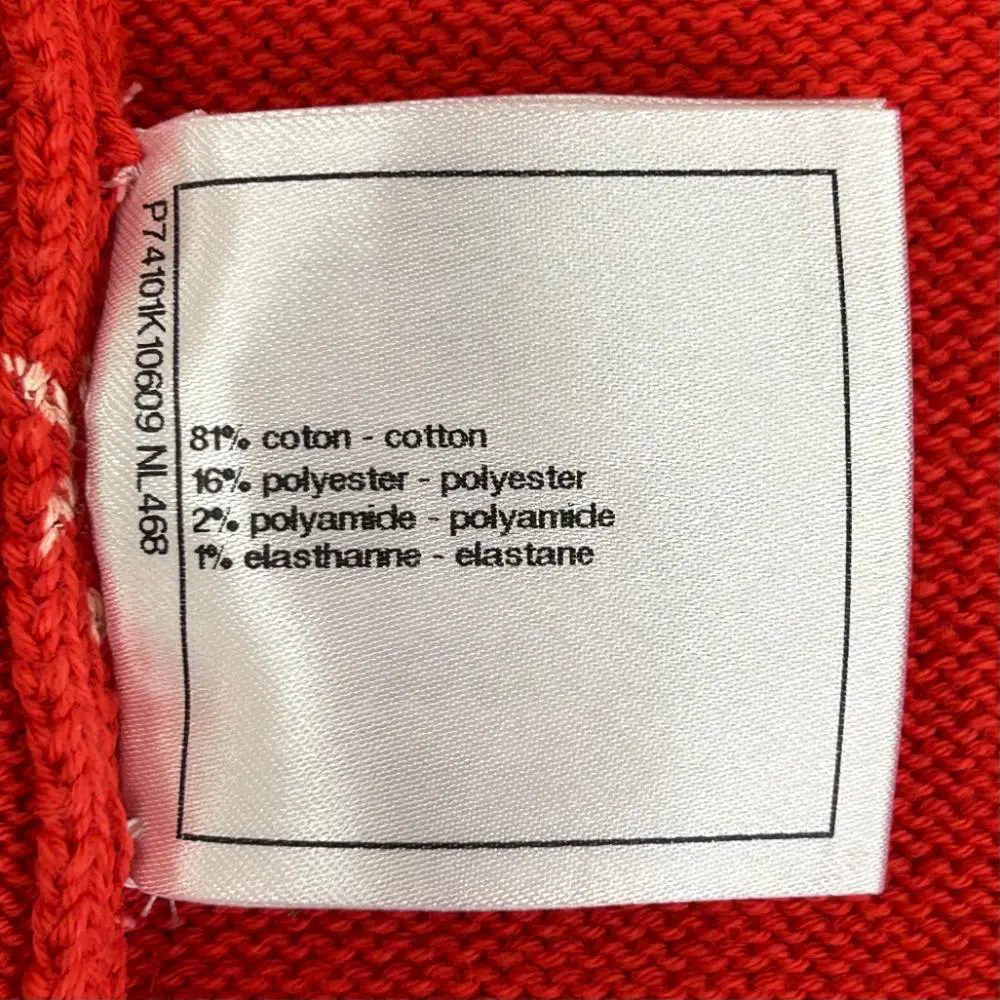 P74101K10609 NL468
81% coton - cotton
16% polyester - polyester
2% polyamide - polyamide
1% elasthanne - elastane